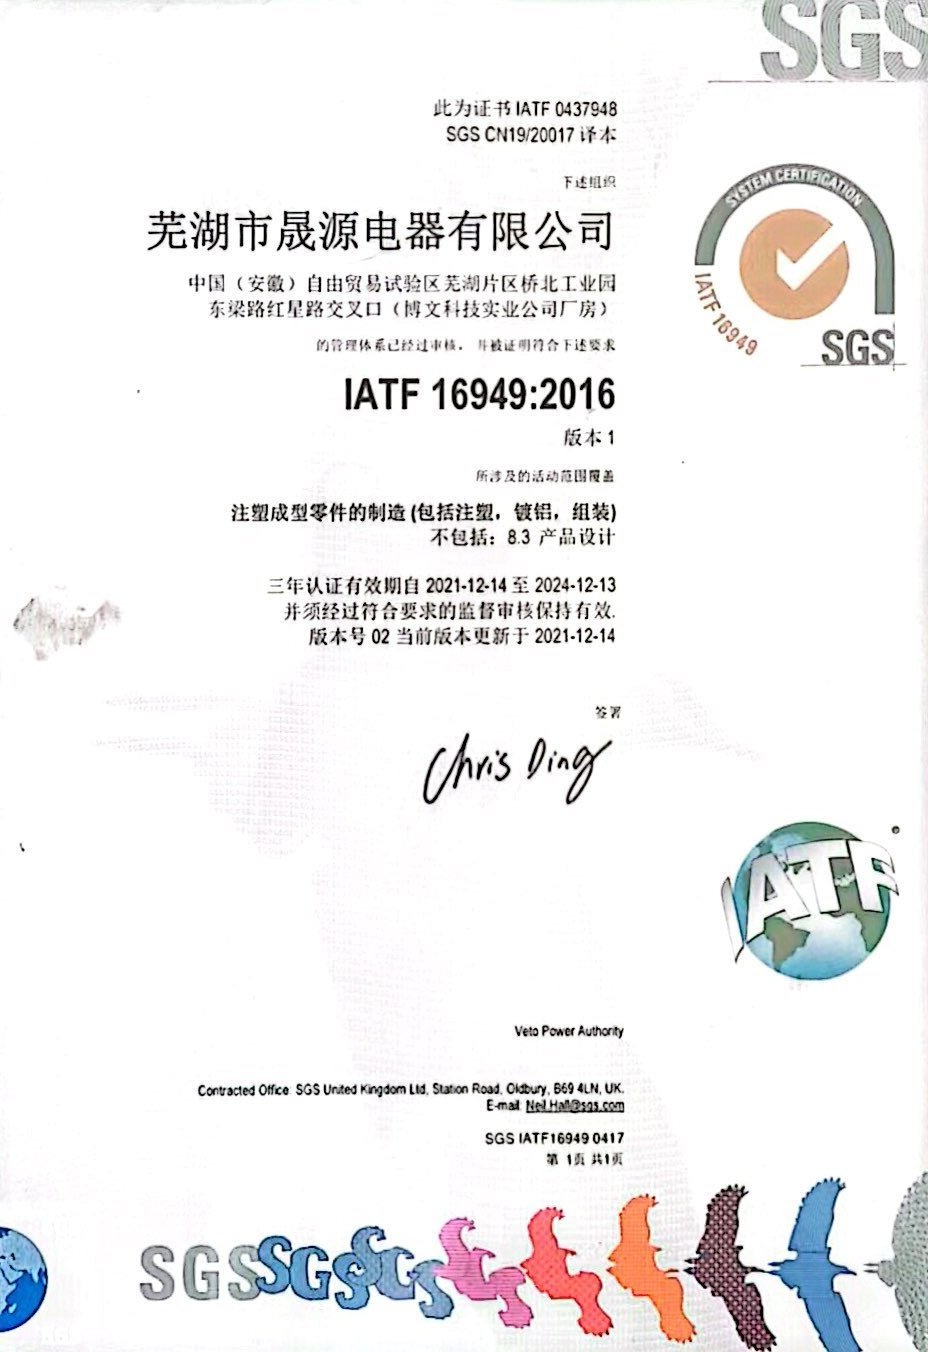 SGS
此为证书 IATF 0437948
SGS CN19/20017 译本
下述组织
芜湖市晟源电器有限公司
中国（安徽）自由贸易试验区芜湖片区桥北工业园
东梁路红星路交叉口（博文科技实业公司厂房）
的管理体系已经过审核，并被证明符合下述要求
IATF 16949:2016
版本 1
所涉及的活动范围覆盖
注塑成型零件的制造 (包括注塑，镀铝，组装)
不包括：8.3 产品设计
三年认证有效期自 2021-12-14 至 2024-12-13
并须经过符合要求的监督审核保持有效.
版本号 02 当前版本更新于 2021-12-14
签署
Chris Ding
SYSTEM CERTIFICATION
IATF 16949
SGS
IATF
Veto Power Authority
Contracted Office: SGS United Kingdom Ltd, Station Road, Oldbury, B69 4LN, UK.
E-mail: Neil.Hall@sgs.com
SGS IATF16949 0417
第 1页 共1页
SGSSGSSGS